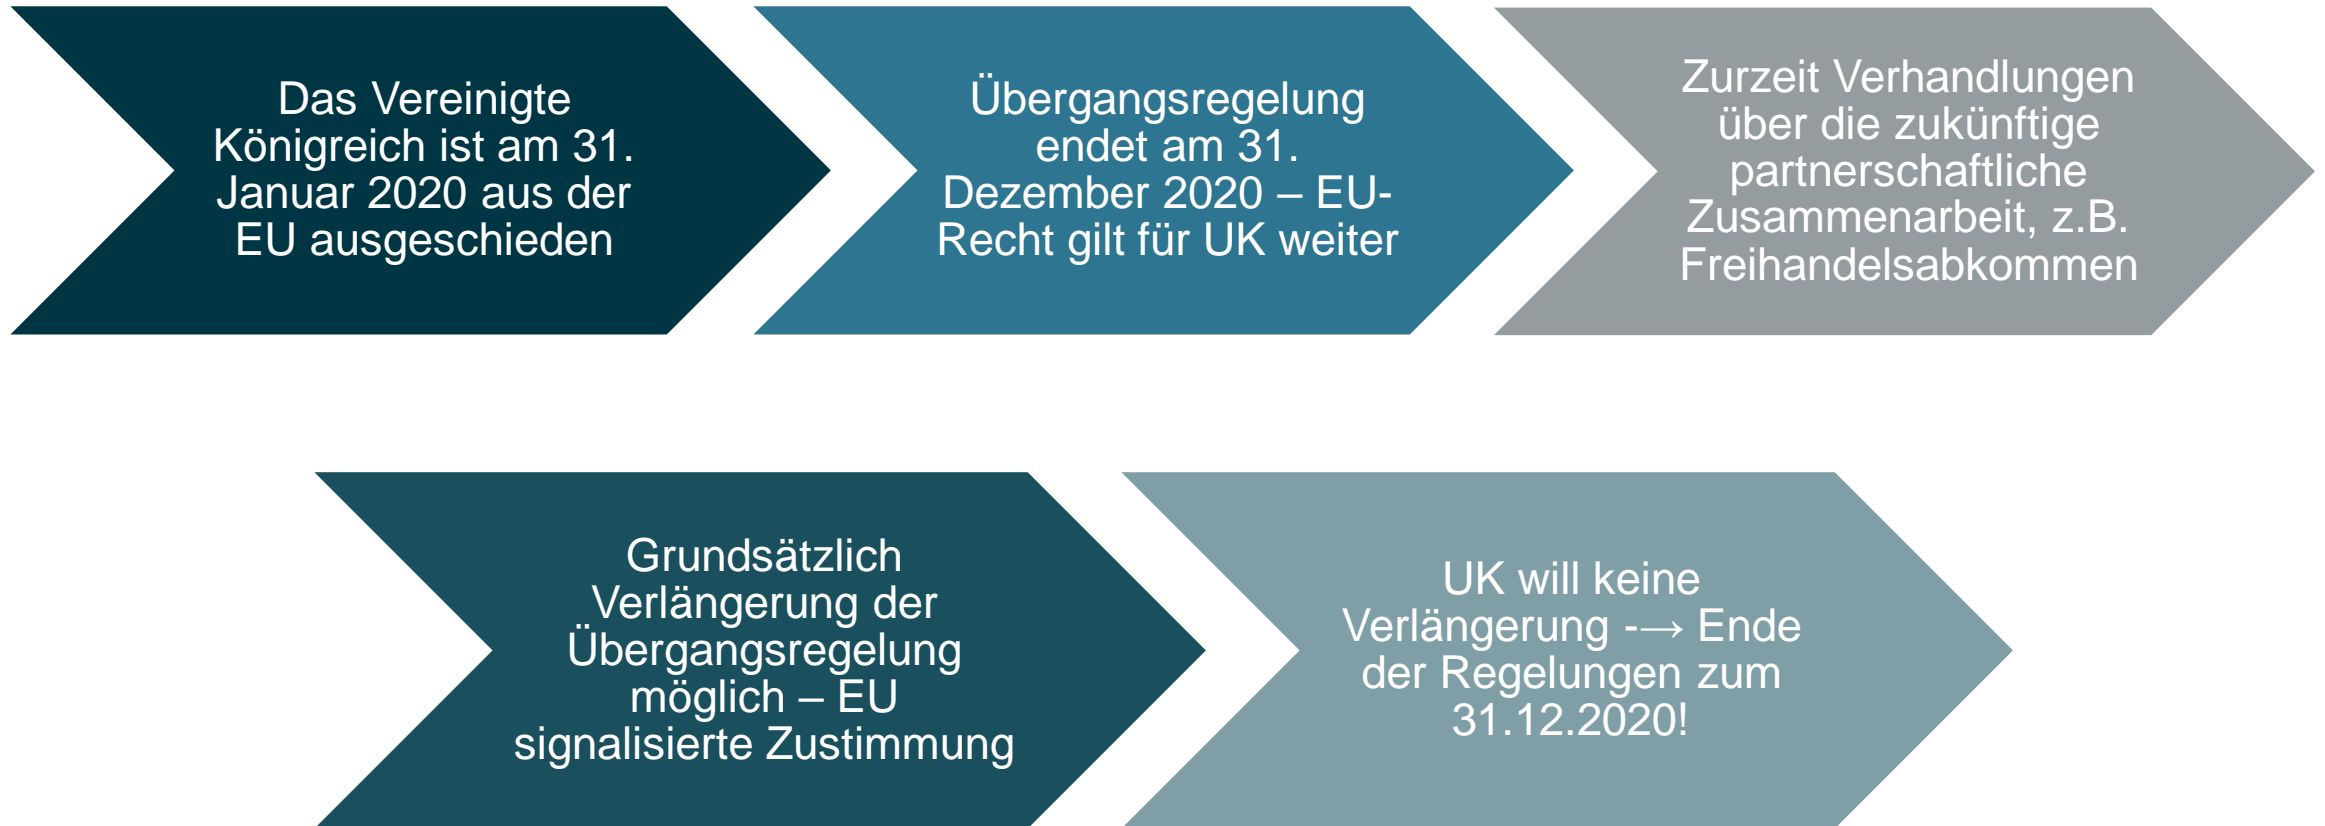 Das Vereinigte
Königreich ist am 31.
Januar 2020 aus der
EU ausgeschieden
Übergangsregelung
endet am 31.
Dezember 2020 – EU-
Recht gilt für UK weiter
Zurzeit Verhandlungen
über die zukünftige
partnerschaftliche
Zusammenarbeit, z.B.
Freihandelsabkommen
Grundsätzlich
Verlängerung der
Übergangsregelung
möglich – EU
signalisierte Zustimmung
UK will keine
Verlängerung -→ Ende
der Regelungen zum
31.12.2020!